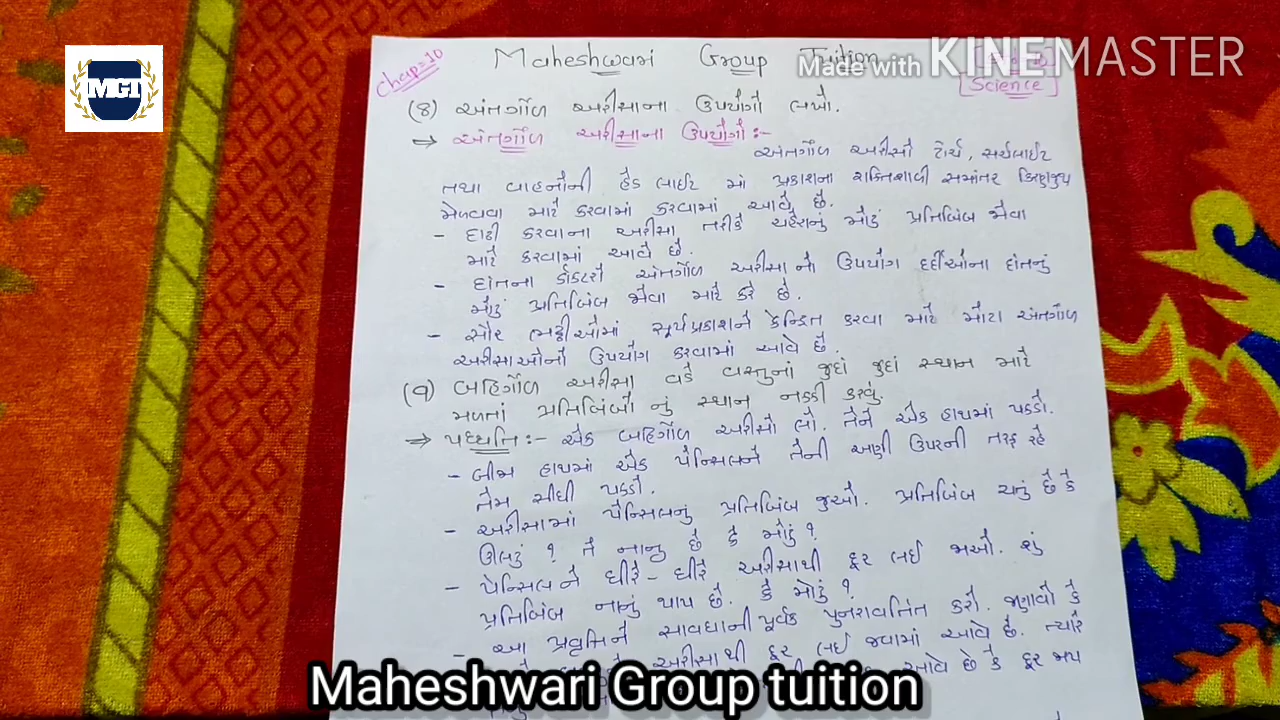 MGT
Made with KINEMASTER
Chap=10
Maheshwari Group Tuition
Science
(8) અંતર્ગોળ અરીસાના ઉપયોગો લખો.
⇒ અંતર્ગોળ અરીસાના ઉપયોગો :-
અંતર્ગોળ અરીસો ટોર્ચ, સર્ચલાઈટ
તથા વાહનોની હેડ લાઈટ માં પ્રકાશના શક્તિશાળી સમાંતર કિરણજુથ
મેળવવા માટે કરવામાં કરવામાં આવે છે.
- દાઢી કરવાના અરીસા તરીકે ચહેરાનું મોટું પ્રતિબિંબ જોવા
માટે કરવામાં આવે છે.
- દાંતના ડૉકટરો અંતર્ગોળ અરીસા નો ઉપયોગ દર્દીઓના દાંતનું
મોટું પ્રતિબિંબ જોવા માટે કરે છે.
- સૌર ભઠ્ઠીઓમાં સૂર્યપ્રકાશને કેન્દ્રિત કરવા માટે મોટા અંતર્ગોળ
અરીસાઓનો ઉપયોગ કરવામાં આવે છે.
(9) બહિર્ગોળ અરીસા વડે વસ્તુનાં જુદાં જુદાં સ્થાન માટે
મળતાં પ્રતિબિંબો નું સ્થાન નક્કી કરવું.
⇒ પધ્ધતિ :- એક બહિર્ગોળ અરીસો લો. તેને એક હાથમાં પકડો.
- બીજા હાથમાં એક પેન્સિલને તેની અણી ઉપરની તરફ રહે
તેમ સીધી પકડો.
- અરીસામાં પેન્સિલનું પ્રતિબિંબ જુઓ. પ્રતિબિંબ ચતું છે કે
ઊલટું ? તે નાનુ છે કે મોટું ?
- પેન્સિલ ને ધીરે - ધીરે અરીસાથી દૂર લઈ જાઓ. શું
પ્રતિબિંબ નાનું થાય છે. કે મોટું ?
- આ પ્રવૃતિને સાવધાની પૂર્વક પુનરાવર્તિત કરો. જણાવો કે
અરીસાથી દૂર લઈ જવામાં આવે છે. ત્યારે
આવે છે કે દૂર જાય
Maheshwari Group tuition